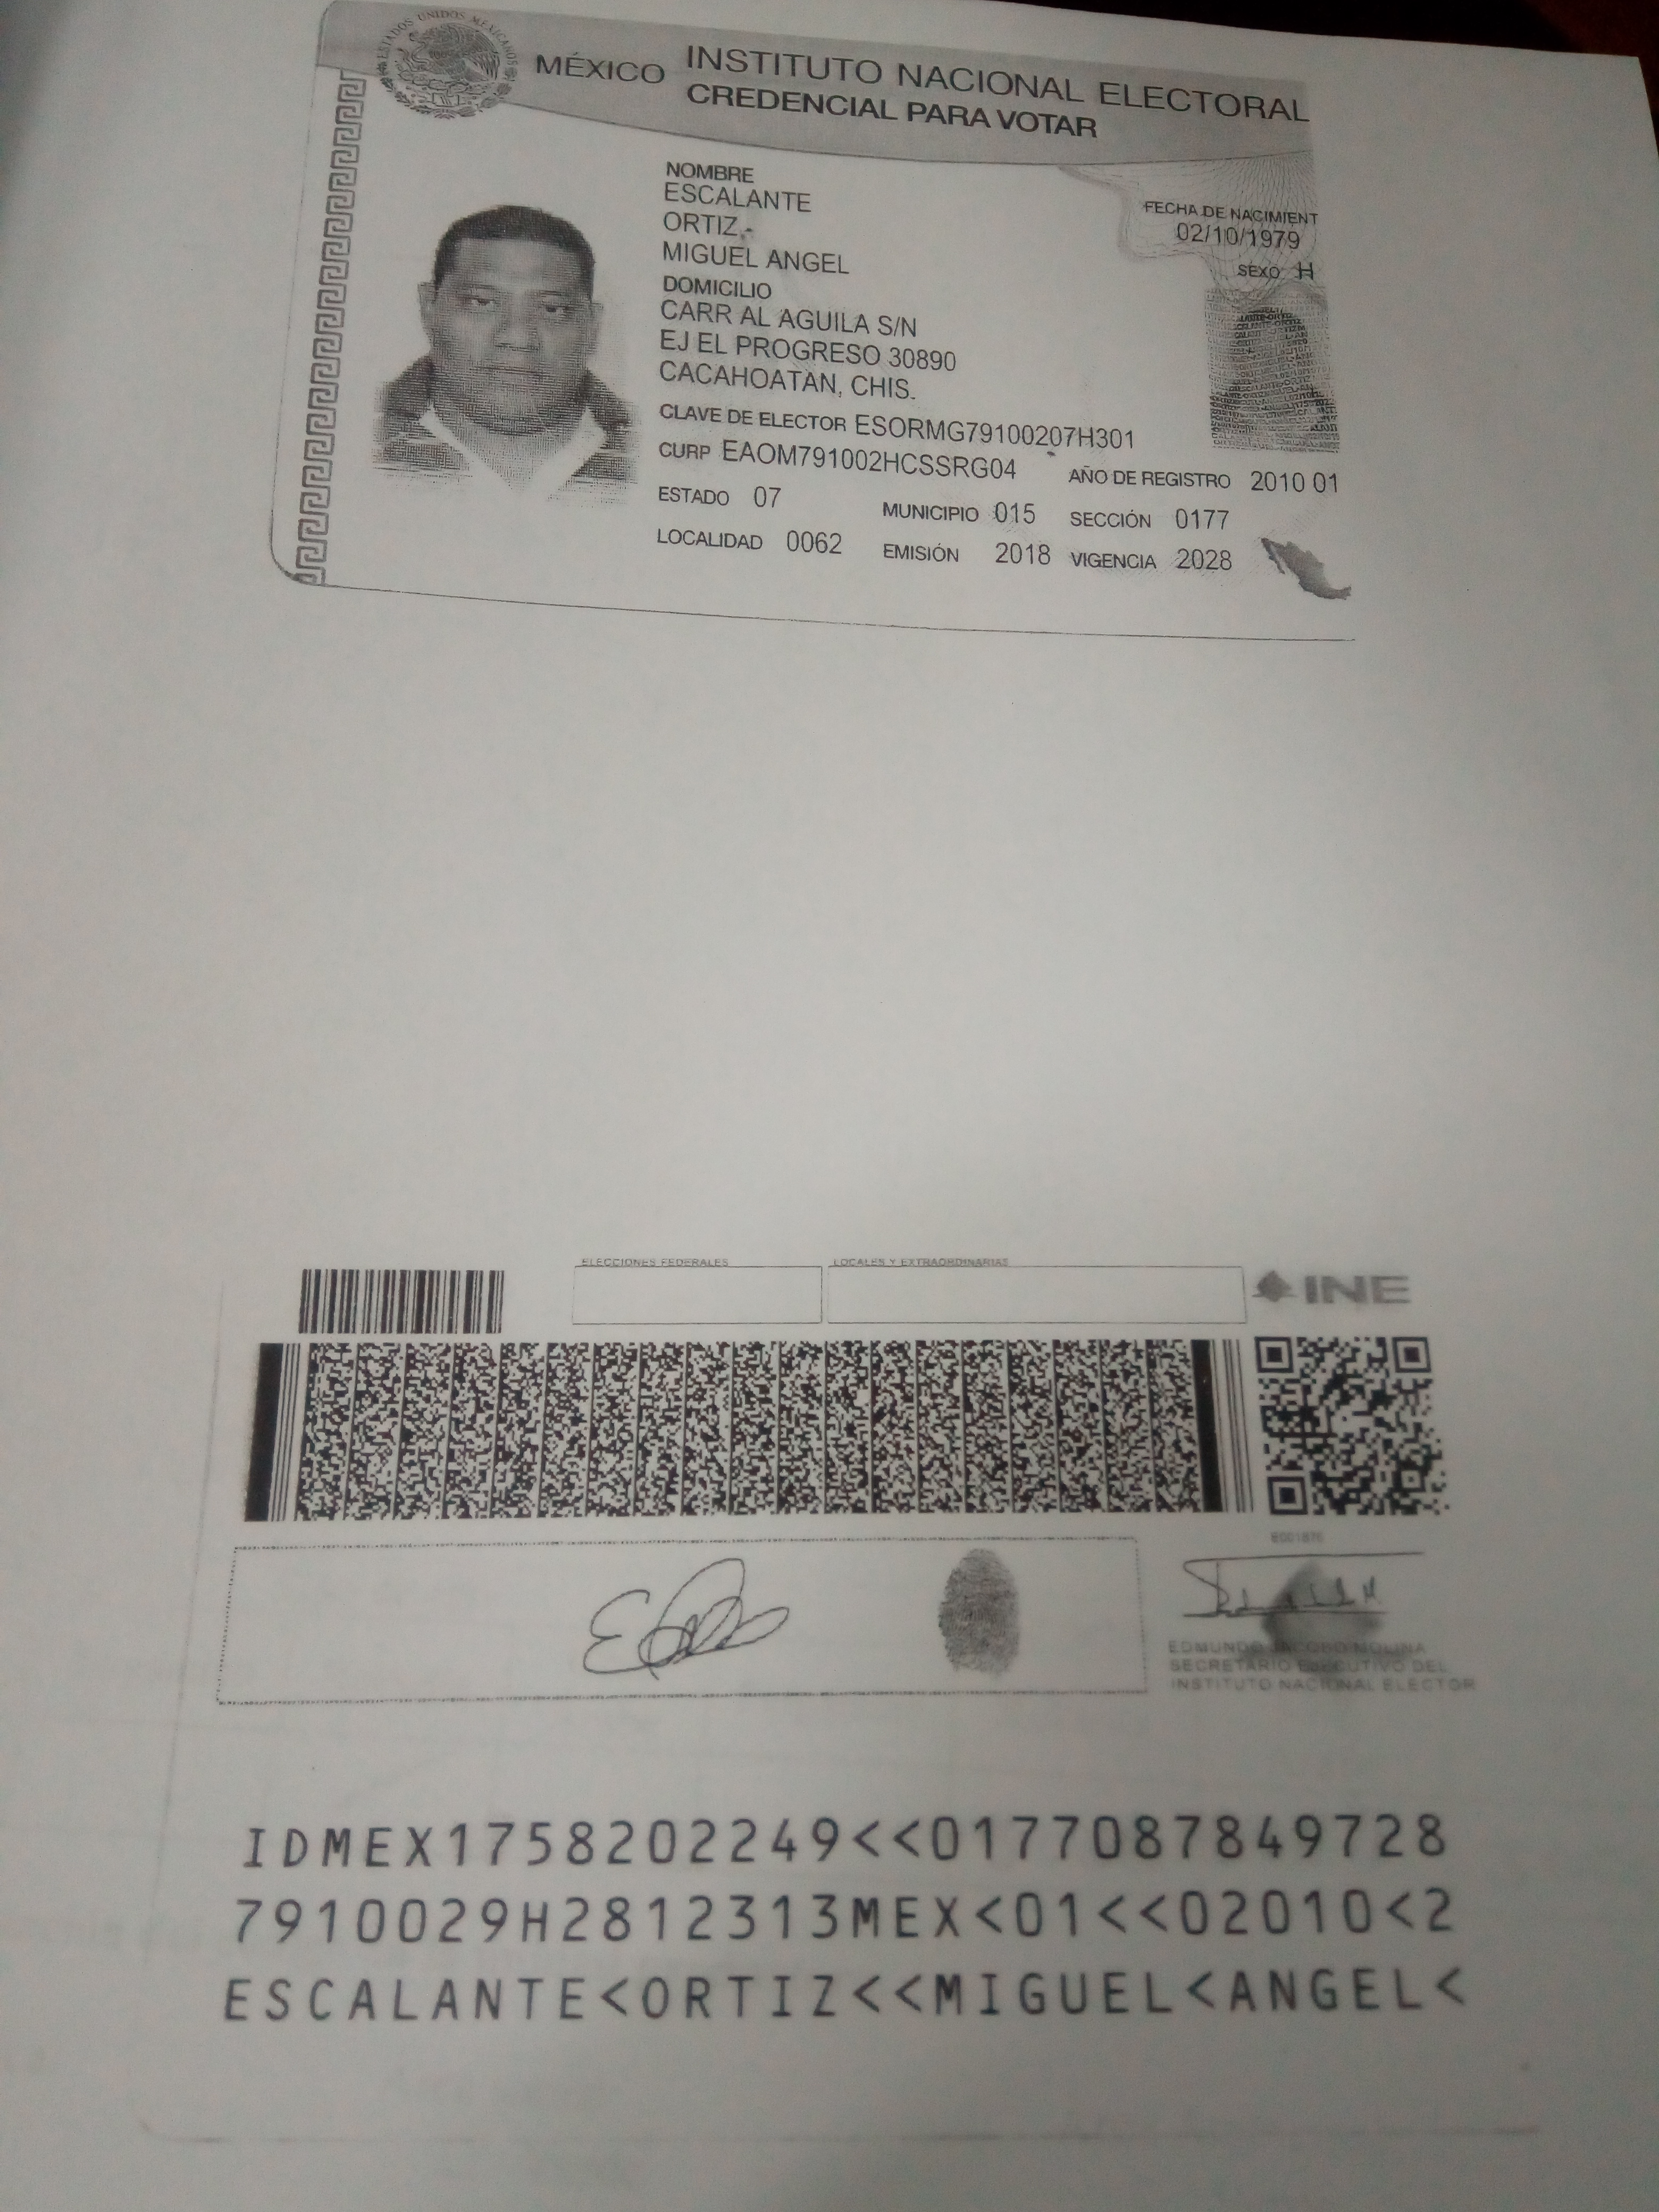 ESTADOS UNIDOS MEXICANOS
MÉXICO INSTITUTO NACIONAL ELECTORAL
CREDENCIAL PARA VOTAR
NOMBRE
ESCALANTE
ORTIZ
MIGUEL ANGEL
FECHA DE NACIMIENT
02/10/1979
SEXO H
DOMICILIO
CARR AL AGUILA S/N
EJ EL PROGRESO 30890
CACAHOATAN, CHIS.
CLAVE DE ELECTOR ESORMG79100207H301
CURP EAOM791002HCSSRG04 AÑO DE REGISTRO 2010 01
ESTADO 07 MUNICIPIO 015 SECCIÓN 0177
LOCALIDAD 0062 EMISIÓN 2018 VIGENCIA 2028
ELECCIONES FEDERALES LOCALES Y EXTRAORDINARIAS
INE
EDMUNDO JACOBO MOLINA
SECRETARIO EJECUTIVO DEL
INSTITUTO NACIONAL ELECTOR
IDMEX1758202249<<0177087849728
7910029H2812313MEX<01<<02010<2
ESCALANTE<ORTIZ<<MIGUEL<ANGEL<